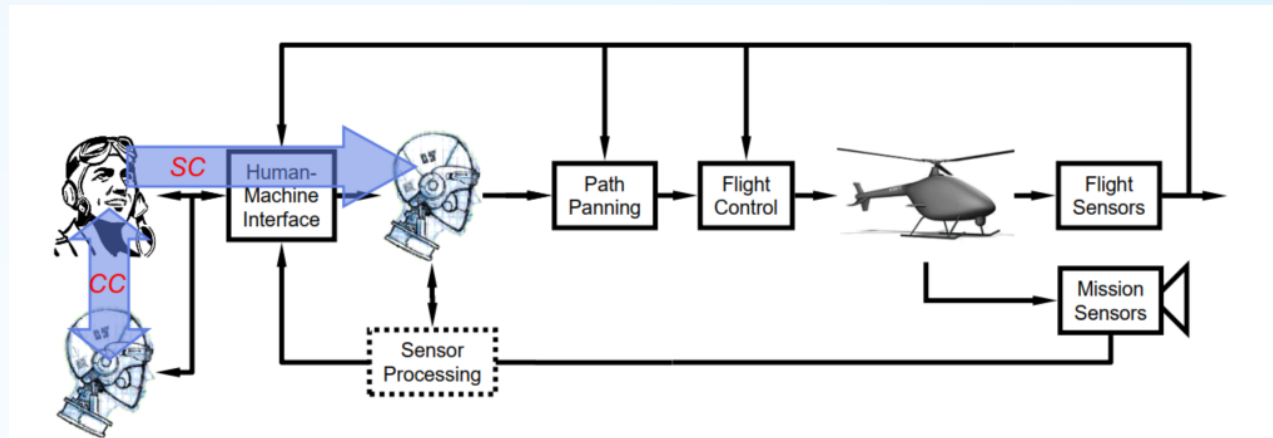 SC
Human-
Machine
Interface
Path
Panning
Flight
Control
Flight
Sensors
CC
Mission
Sensors
Sensor
Processing